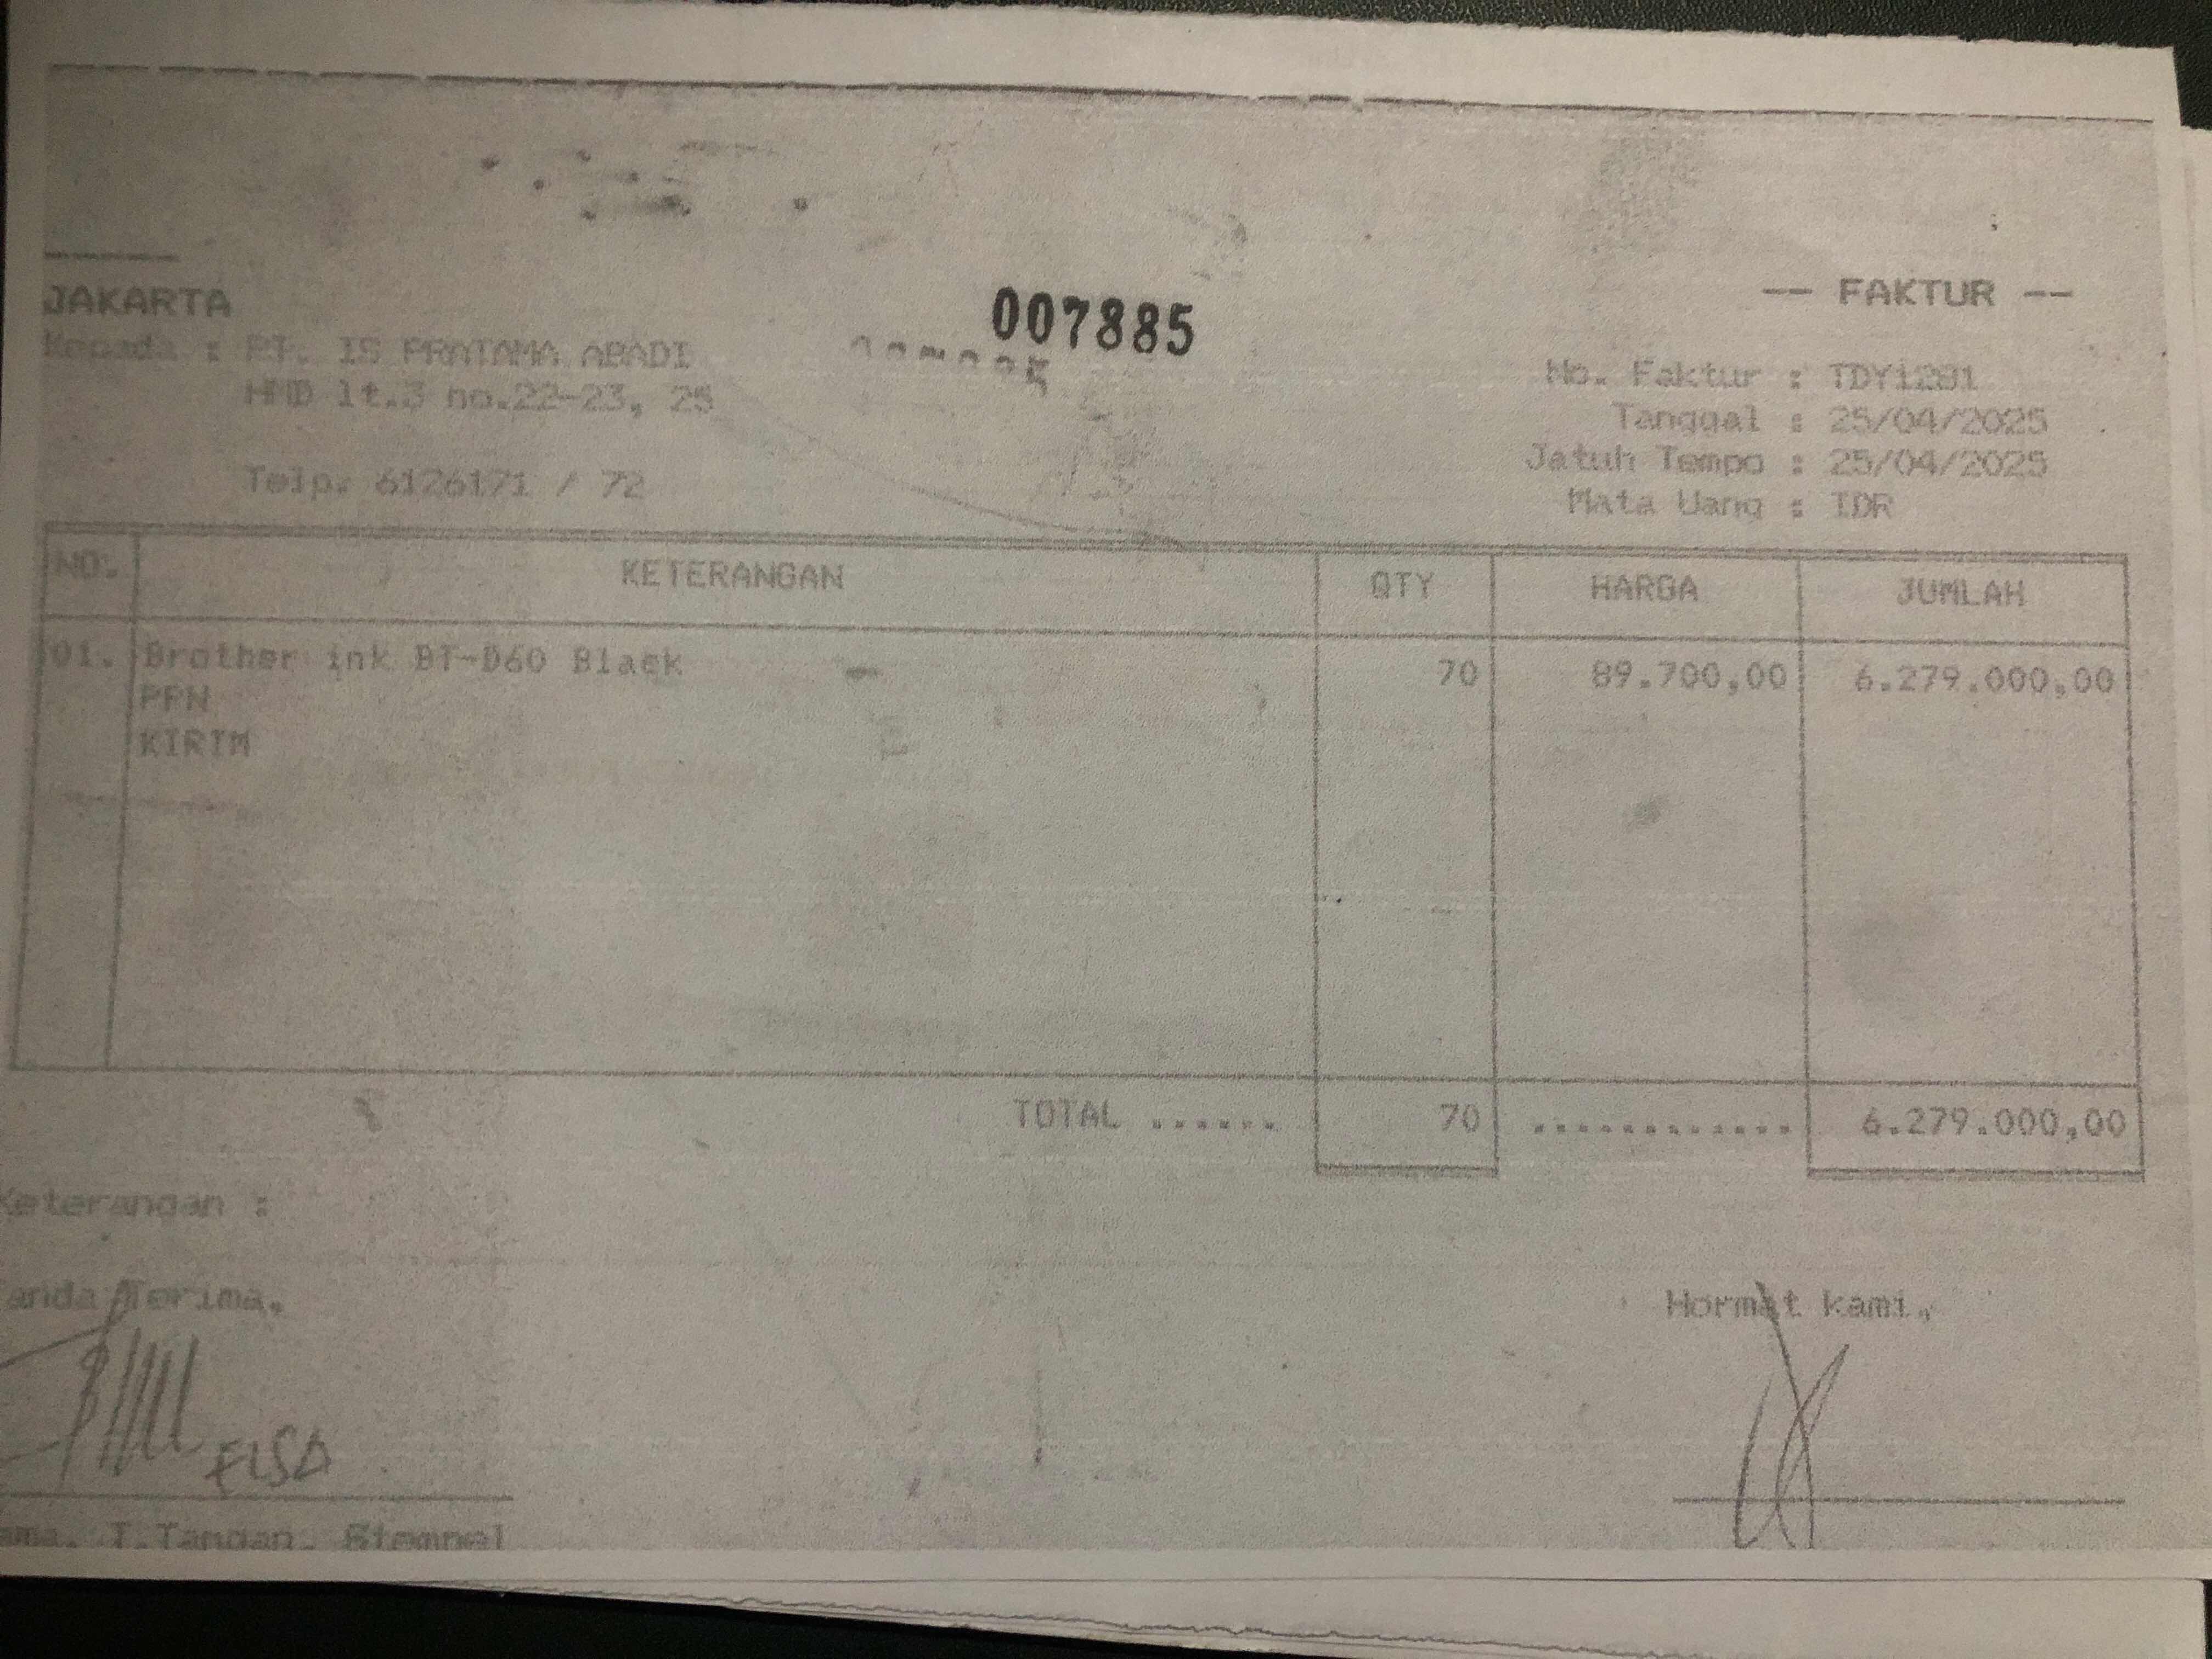 JAKARTA
007885
-- FAKTUR --
Kepada : PT. IS PRATAMA ABADI
HMD lt.3 no.22-23, 25
Telp. 6126171 / 72
No. Faktur : TDY1281
Tanggal : 25/04/2025
Jatuh Tempo : 25/04/2025
Mata Uang : IDR
NO. KETERANGAN QTY HARGA JUMLAH
01. Brother ink BT-D60 Black 70 89.700,00 6.279.000,00
PPN
KIRIM
TOTAL ...... 70 ............ 6.279.000,00
Keterangan :
anda Terima,
Hormat kami,
ELSA
ama, T.Tangan, Stempel